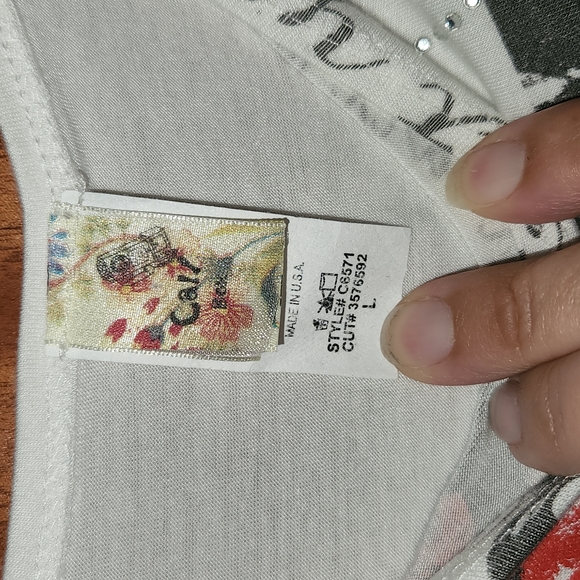 Cali
MADE IN U.S.A.
STYLE# C6571
CUT# 3576592
L